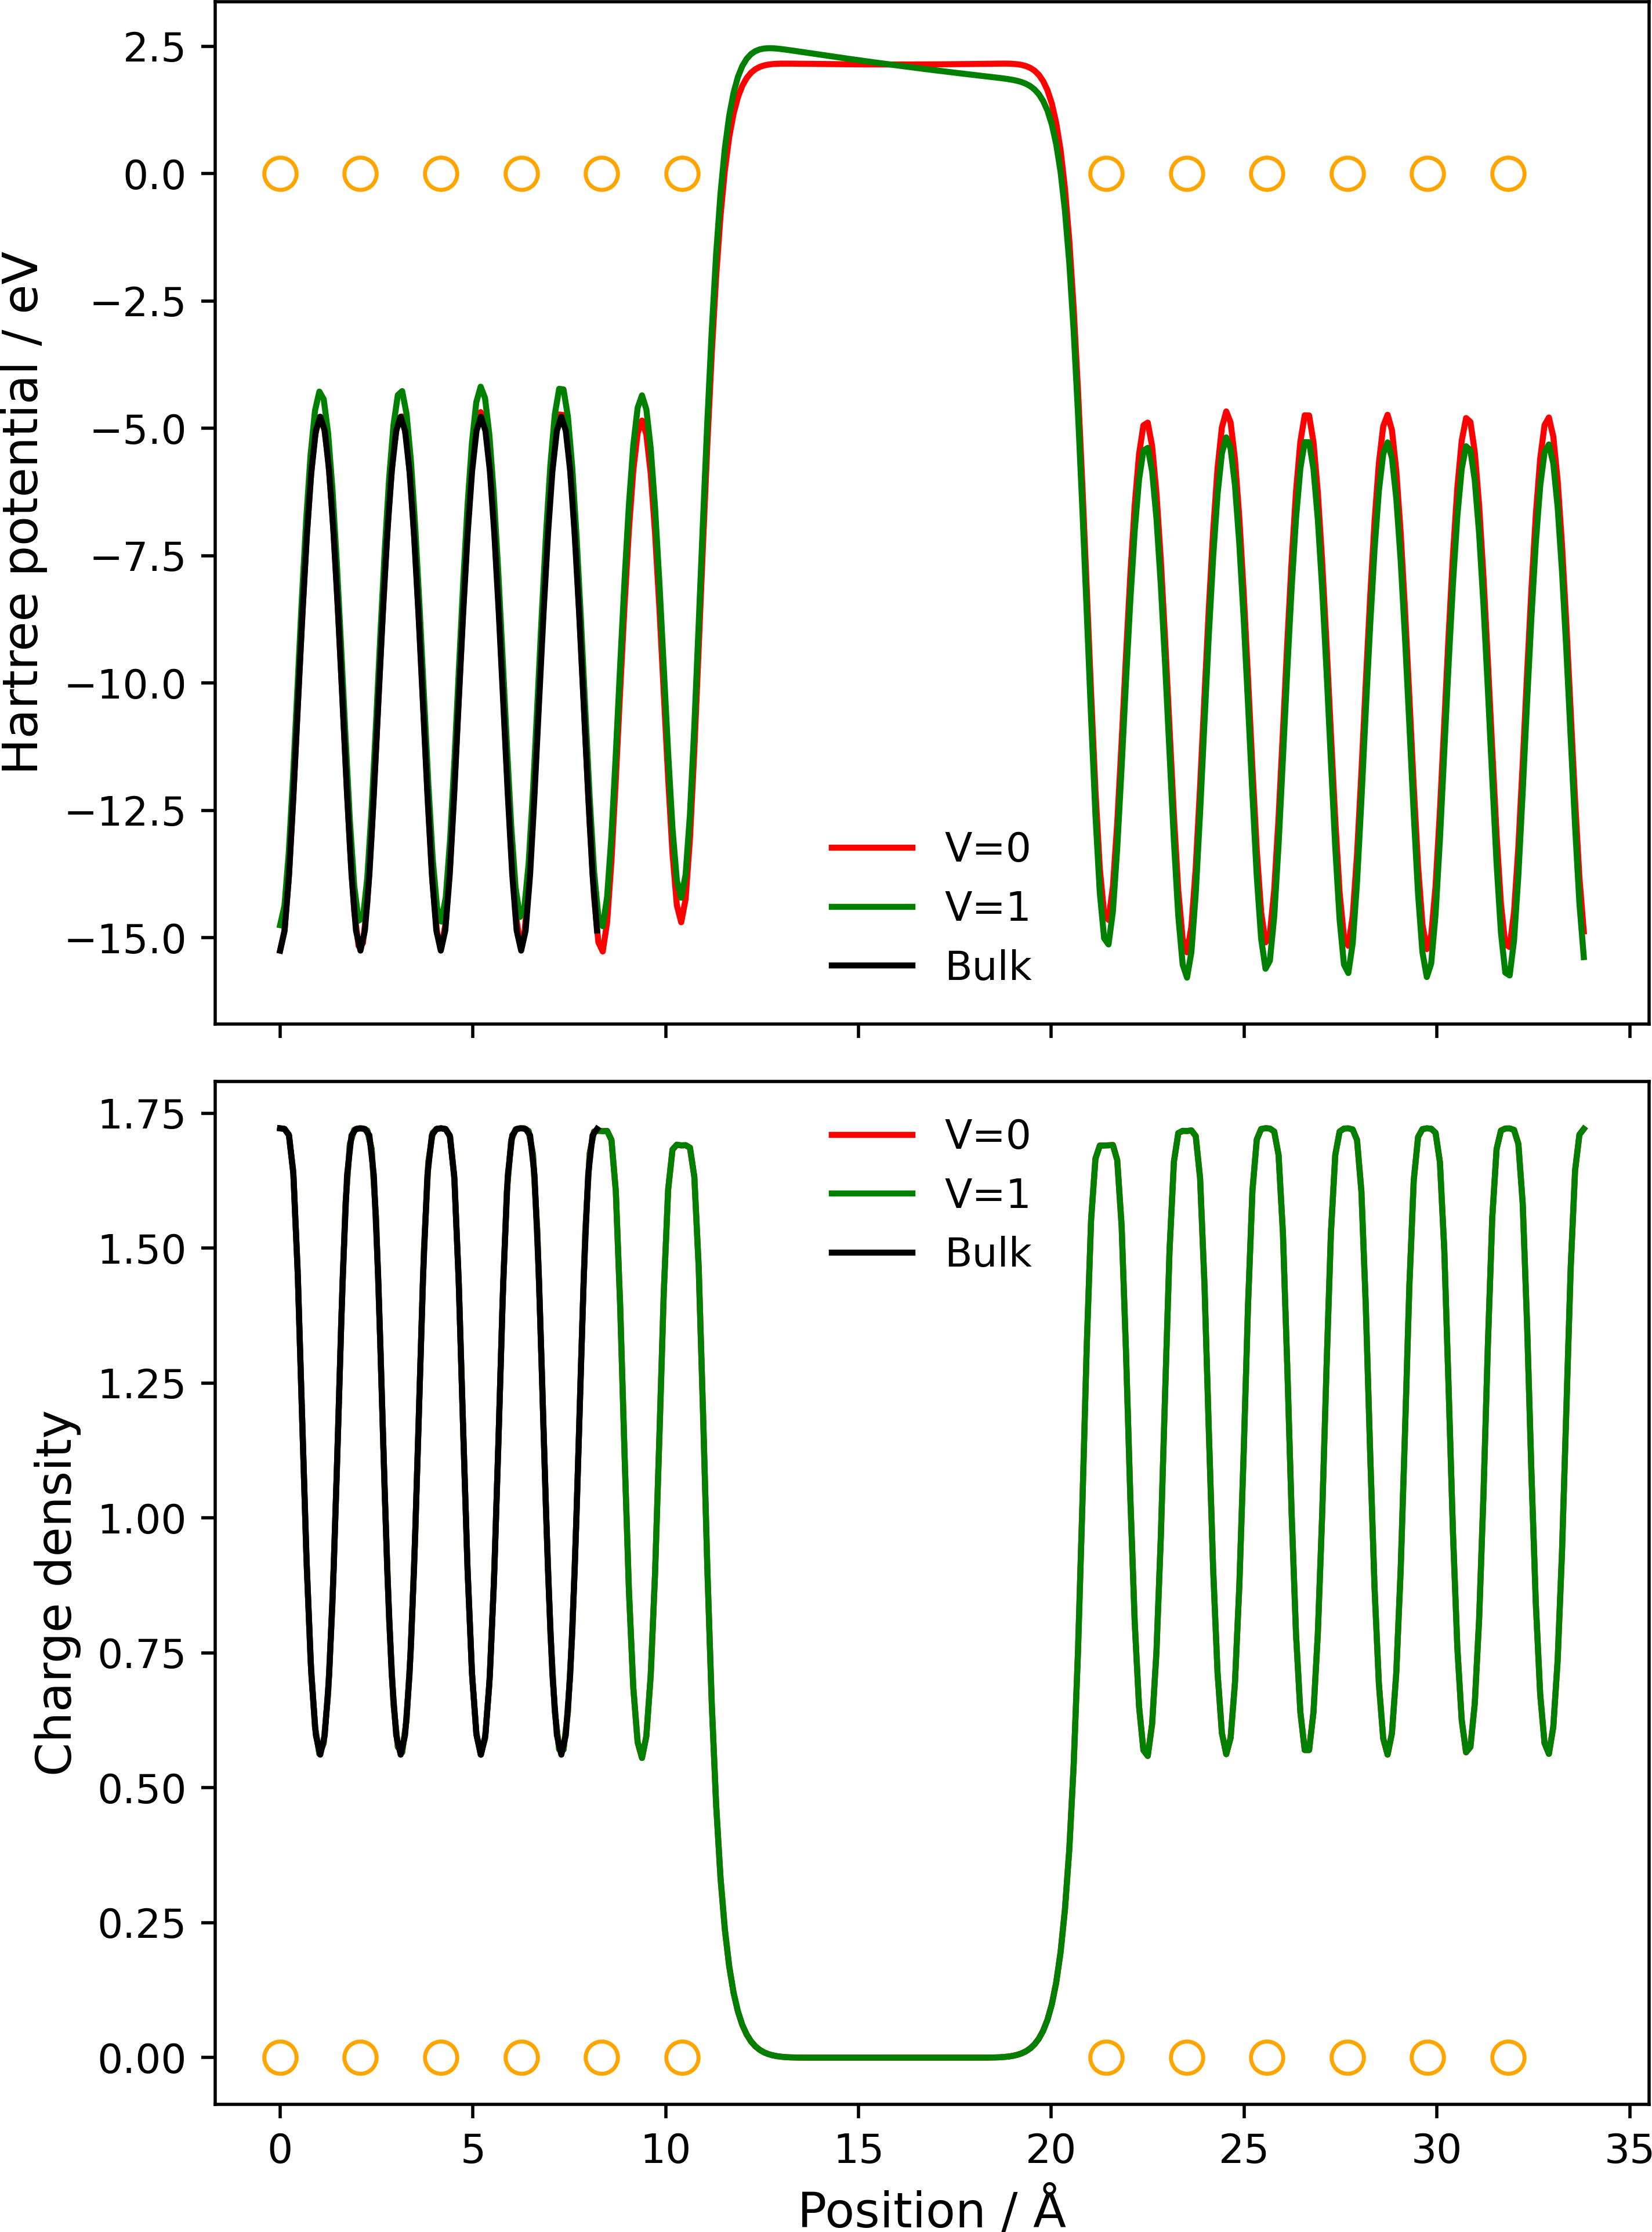 Hartree potential / eV
2.5
0.0
−2.5
−5.0
−7.5
−10.0
−12.5
−15.0
V=0
V=1
Bulk
Charge density
1.75
1.50
1.25
1.00
0.75
0.50
0.25
0.00
V=0
V=1
Bulk
0 5 10 15 20 25 30 35
Position / Å